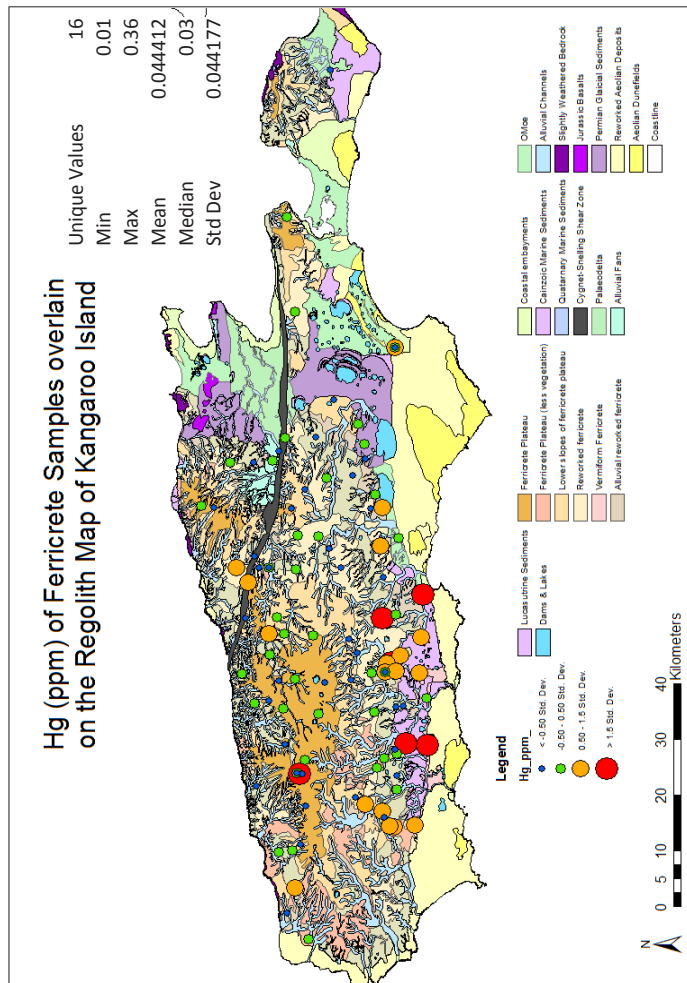 Hg (ppm) of Ferricrete Samples overlain
on the Regolith Map of Kangaroo Island
Unique Values 16
Min 0.01
Max 0.36
Mean 0.044412
Median 0.03
Std Dev 0.044177
Legend
Hg_ppm_
< -0.50 Std. Dev.
-0.50 - 0.50 Std. Dev.
0.50 - 1.5 Std. Dev.
> 1.5 Std. Dev.
Lucasutrine Sediments
Dams & Lakes
Ferricrete Plateau
Ferricrete Plateau (less vegetation)
Lower slopes of ferricrete plateau
Reworked ferricrete
Vermiform Ferricrete
Alluvial reworked ferricrete
Coastal embayments
Cainzoic Marine Sediments
Quatarnary Marine Sediments
Cygnet-Snelling Shear Zone
Palaeodelta
Alluvial Fans
OMoe
Alluvial Channels
Slightly Weathered Bedrock
Jurassic Basalts
Permian Glaicial Sediments
Reworked Aeolian Deposits
Aeolian Dunefields
Coastline
N
0 5 10 20 30 40
Kilometers